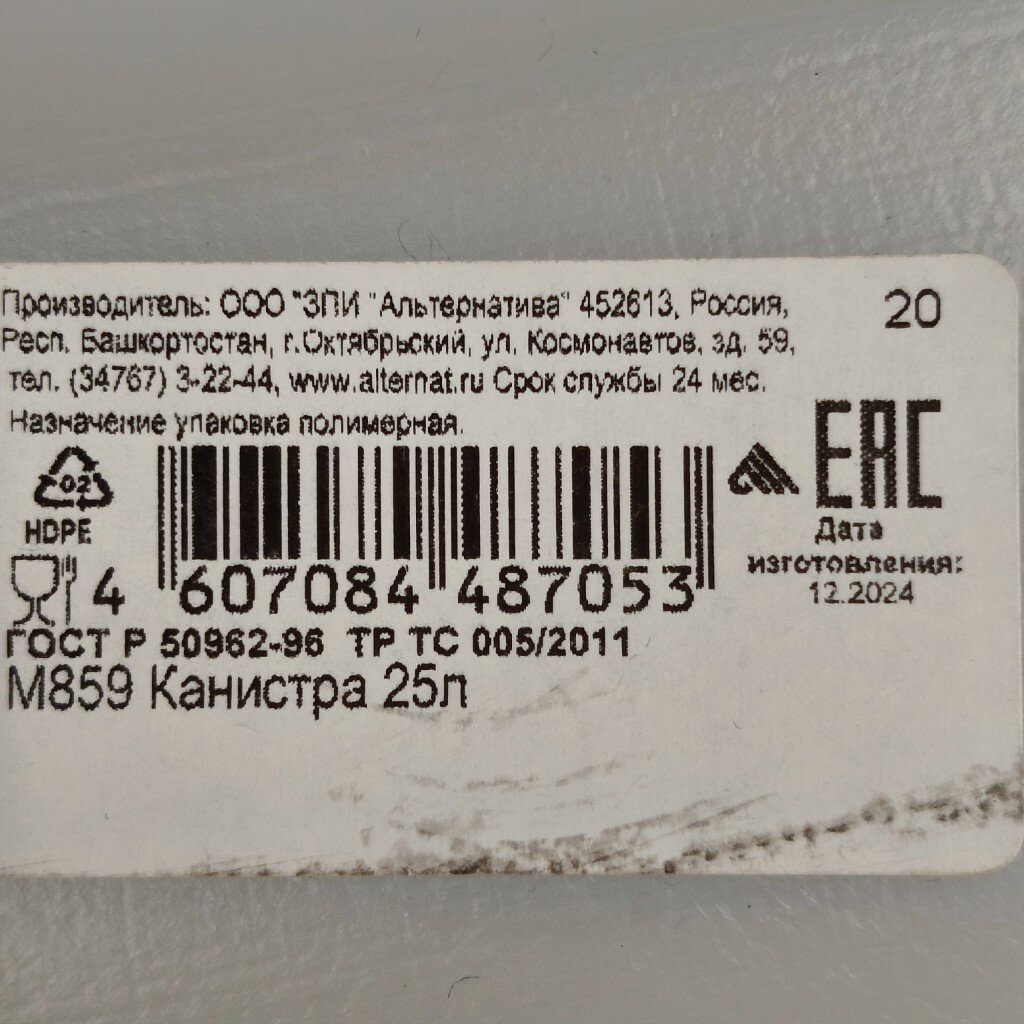 Производитель: ООО "ЗПИ "Альтернатива" 452613, Россия,
Респ. Башкортостан, г.Октябрьский, ул. Космонавтов, зд. 59,
тел. (34767) 3-22-44, www.alternat.ru Срок службы 24 мес.
Назначение упаковка полимерная.
20
EAC
02
HDPE
Дата
изготовления:
12.2024
4 607084 487053
ГОСТ Р 50962-96 ТР ТС 005/2011
М859 Канистра 25л